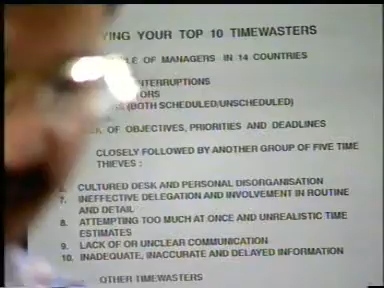 YING YOUR TOP 10 TIMEWASTERS
LE OF MANAGERS IN 14 COUNTRIES
INTERRUPTIONS
ORS
(BOTH SCHEDULED/UNSCHEDULED)
OF OBJECTIVES, PRIORITIES AND DEADLINES
CLOSELY FOLLOWED BY ANOTHER GROUP OF FIVE TIME
THIEVES :
CULTURED DESK AND PERSONAL DISORGANISATION
7. INEFFECTIVE DELEGATION AND INVOLVEMENT IN ROUTINE
AND DETAIL
8. ATTEMPTING TOO MUCH AT ONCE AND UNREALISTIC TIME
ESTIMATES
9. LACK OF OR UNCLEAR COMMUNICATION
10. INADEQUATE, INACCURATE AND DELAYED INFORMATION
OTHER TIMEWASTERS